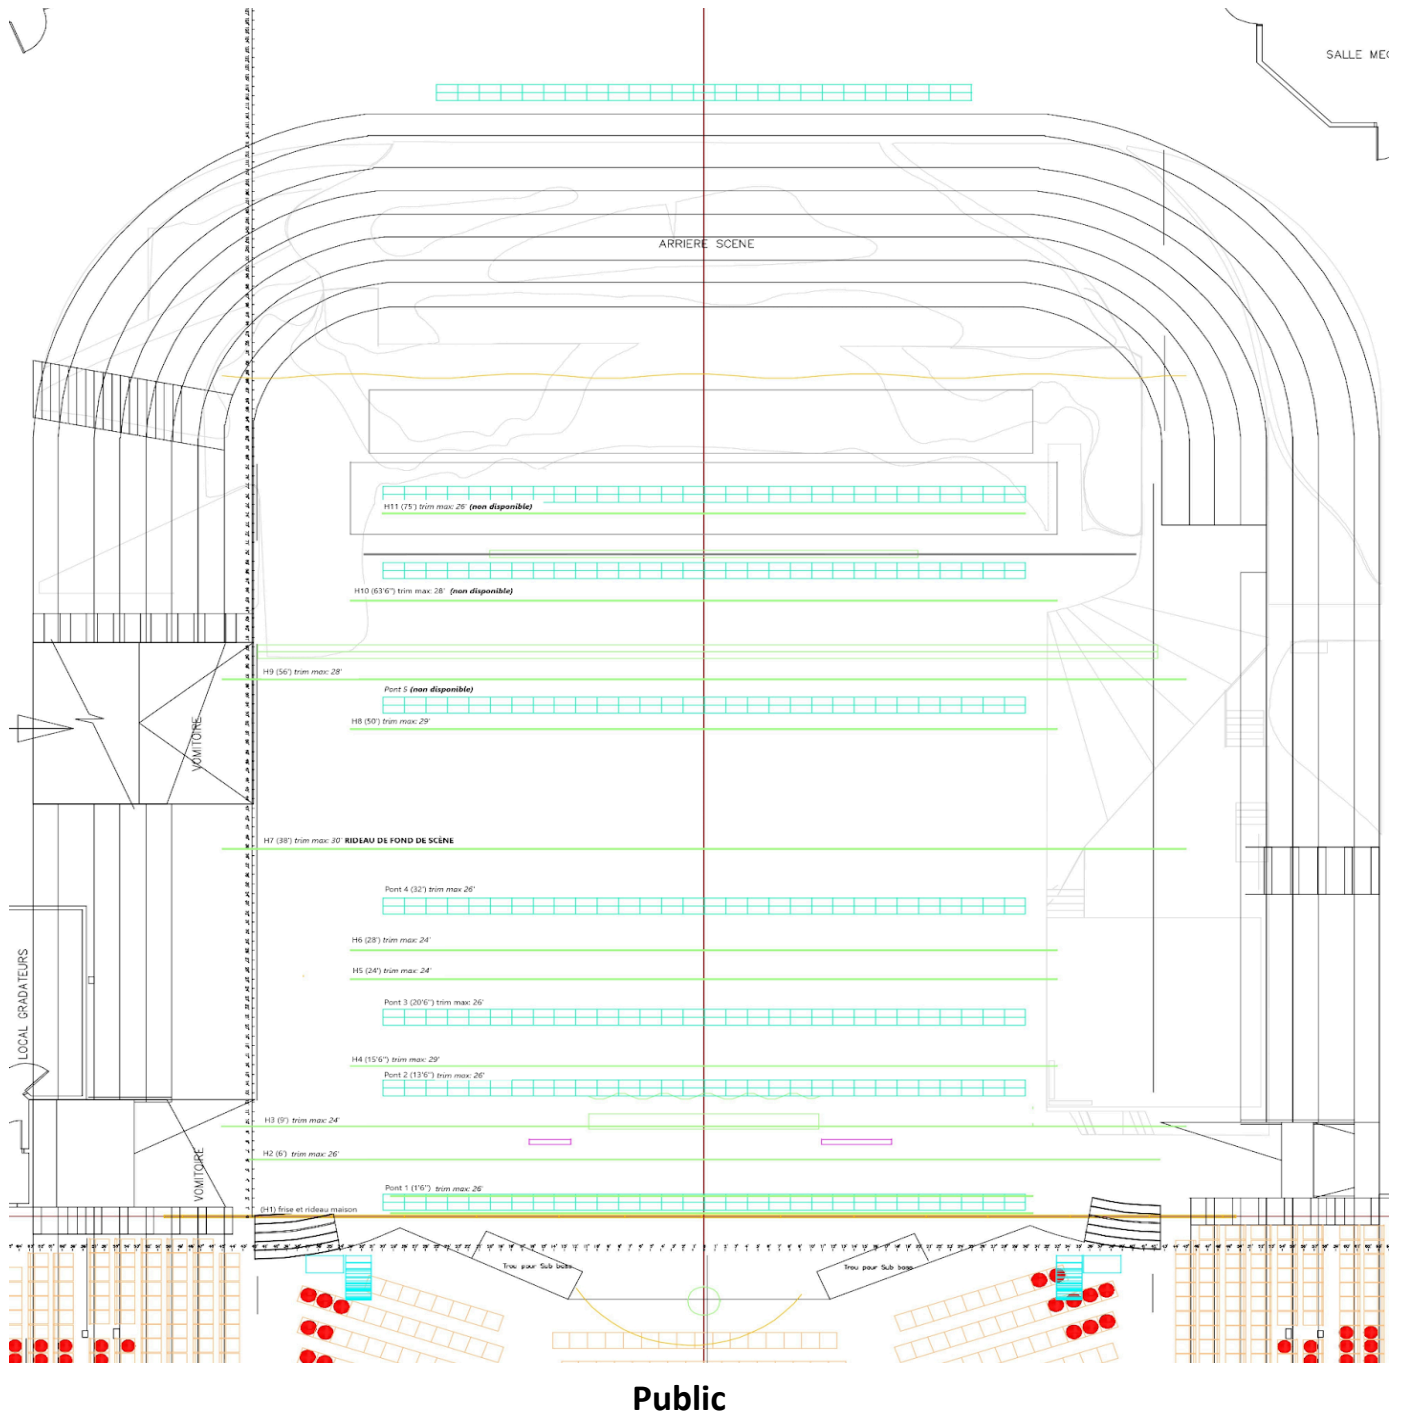 SALLE MEC
ARRIERE SCENE
H11 (75') trim max: 26' (non disponible)
H10 (63'6") trim max: 28' (non disponible)
H9 (56') trim max: 28'
Pont 5 (non disponible)
H8 (50') trim max: 29'
VOMITOIRE
H7 (38') trim max: 30' RIDEAU DE FOND DE SCÈNE
Pont 4 (32') trim max 26'
H6 (28') trim max: 24'
H5 (24') trim max: 24'
LOCAL GRADATEURS
Pont 3 (20'6") trim max: 26'
H4 (15'6") trim max: 29'
Pont 2 (13'6") trim max: 26'
H3 (9') trim max: 24'
H2 (6') trim max: 26'
VOMITOIRE
Pont 1 (1'6") trim max: 26'
(H1) frise et rideau maison
Trou pour Sub bass
Trou pour Sub bass
Public